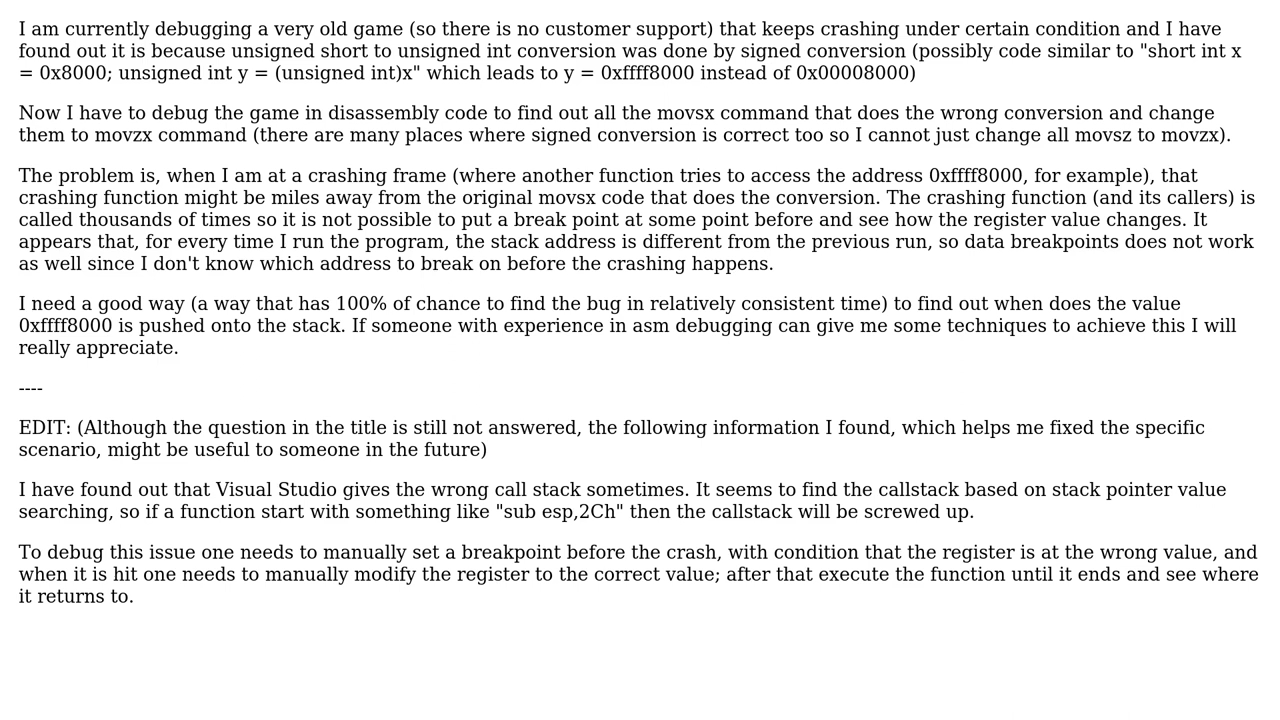 I am currently debugging a very old game (so there is no customer support) that keeps crashing under certain condition and I have
found out it is because unsigned short to unsigned int conversion was done by signed conversion (possibly code similar to "short int x
= 0x8000; unsigned int y = (unsigned int)x" which leads to y = 0xffff8000 instead of 0x00008000)
Now I have to debug the game in disassembly code to find out all the movsx command that does the wrong conversion and change
them to movzx command (there are many places where signed conversion is correct too so I cannot just change all movsz to movzx).
The problem is, when I am at a crashing frame (where another function tries to access the address 0xffff8000, for example), that
crashing function might be miles away from the original movsx code that does the conversion. The crashing function (and its callers) is
called thousands of times so it is not possible to put a break point at some point before and see how the register value changes. It
appears that, for every time I run the program, the stack address is different from the previous run, so data breakpoints does not work
as well since I don't know which address to break on before the crashing happens.
I need a good way (a way that has 100% of chance to find the bug in relatively consistent time) to find out when does the value
0xffff8000 is pushed onto the stack. If someone with experience in asm debugging can give me some techniques to achieve this I will
really appreciate.
----
EDIT: (Although the question in the title is still not answered, the following information I found, which helps me fixed the specific
scenario, might be useful to someone in the future)
I have found out that Visual Studio gives the wrong call stack sometimes. It seems to find the callstack based on stack pointer value
searching, so if a function start with something like "sub esp,2Ch" then the callstack will be screwed up.
To debug this issue one needs to manually set a breakpoint before the crash, with condition that the register is at the wrong value, and
when it is hit one needs to manually modify the register to the correct value; after that execute the function until it ends and see where
it returns to.